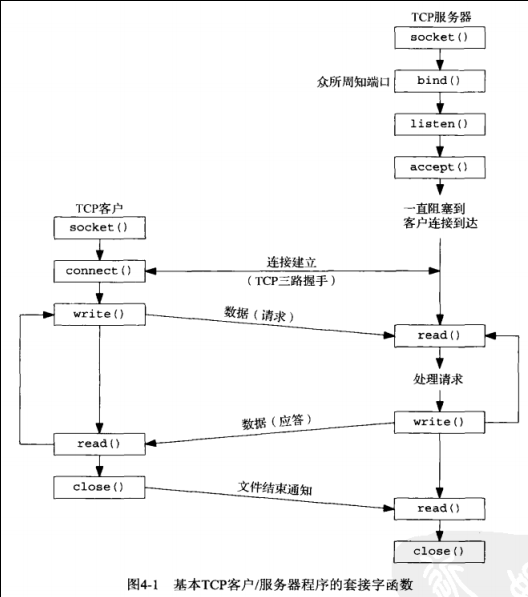 TCP服务器
socket()
众所周知端口
bind()
listen()
accept()
一直阻塞到
客户连接到达
TCP客户
socket()
connect()
连接建立
（TCP三路握手）
write()
数据（请求）
read()
处理请求
数据（应答）
write()
read()
close()
文件结束通知
read()
close()
图4-1 基本TCP客户/服务器程序的套接字函数